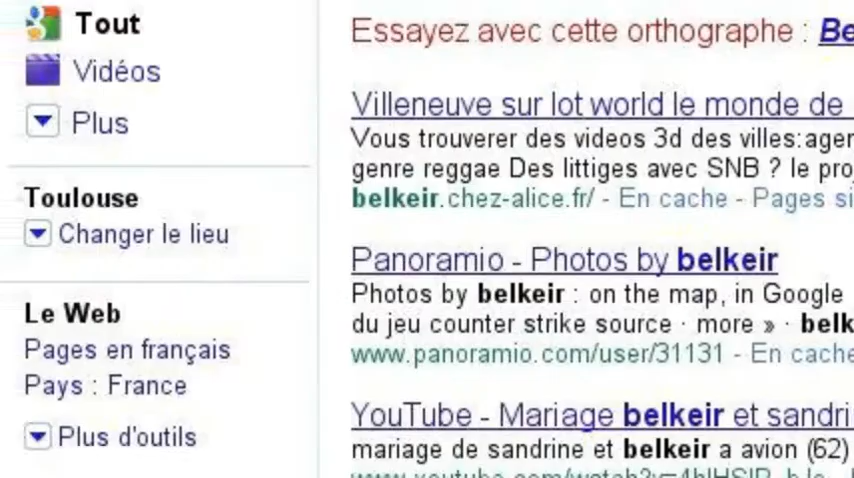 Tout
Vidéos
Plus
Toulouse
Changer le lieu
Le Web
Pages en français
Pays : France
Plus d'outils
Essayez avec cette orthographe : Be
Villeneuve sur lot world le monde de
Vous trouverer des videos 3d des villes:agen
genre reggae Des littiges avec SNB ? le pro
belkeir.chez-alice.fr/ - En cache - Pages si
Panoramio - Photos by belkeir
Photos by belkeir : on the map, in Google
du jeu counter strike source · more » · belk
www.panoramio.com/user/31131 - En cache
YouTube - Mariage belkeir et sandri
mariage de sandrine et belkeir a avion (62)